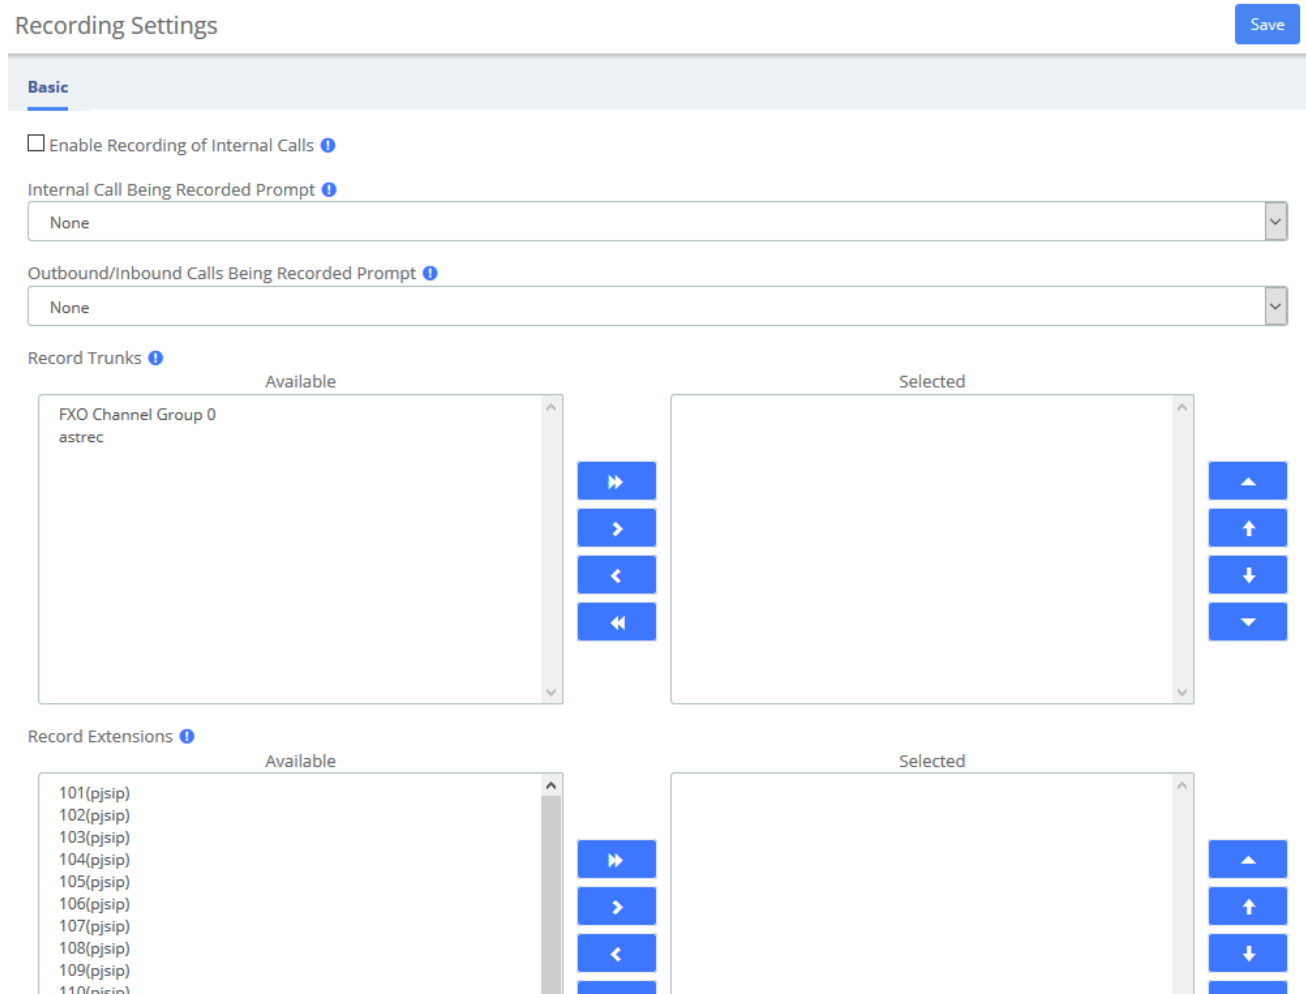 Recording Settings
Save
Basic
Enable Recording of Internal Calls
Internal Call Being Recorded Prompt
None
Outbound/Inbound Calls Being Recorded Prompt
None
Record Trunks
Available
Selected
FXO Channel Group 0
astrec
Record Extensions
Available
Selected
101(pjsip)
102(pjsip)
103(pjsip)
104(pjsip)
105(pjsip)
106(pjsip)
107(pjsip)
108(pjsip)
109(pjsip)
110(pjsip)